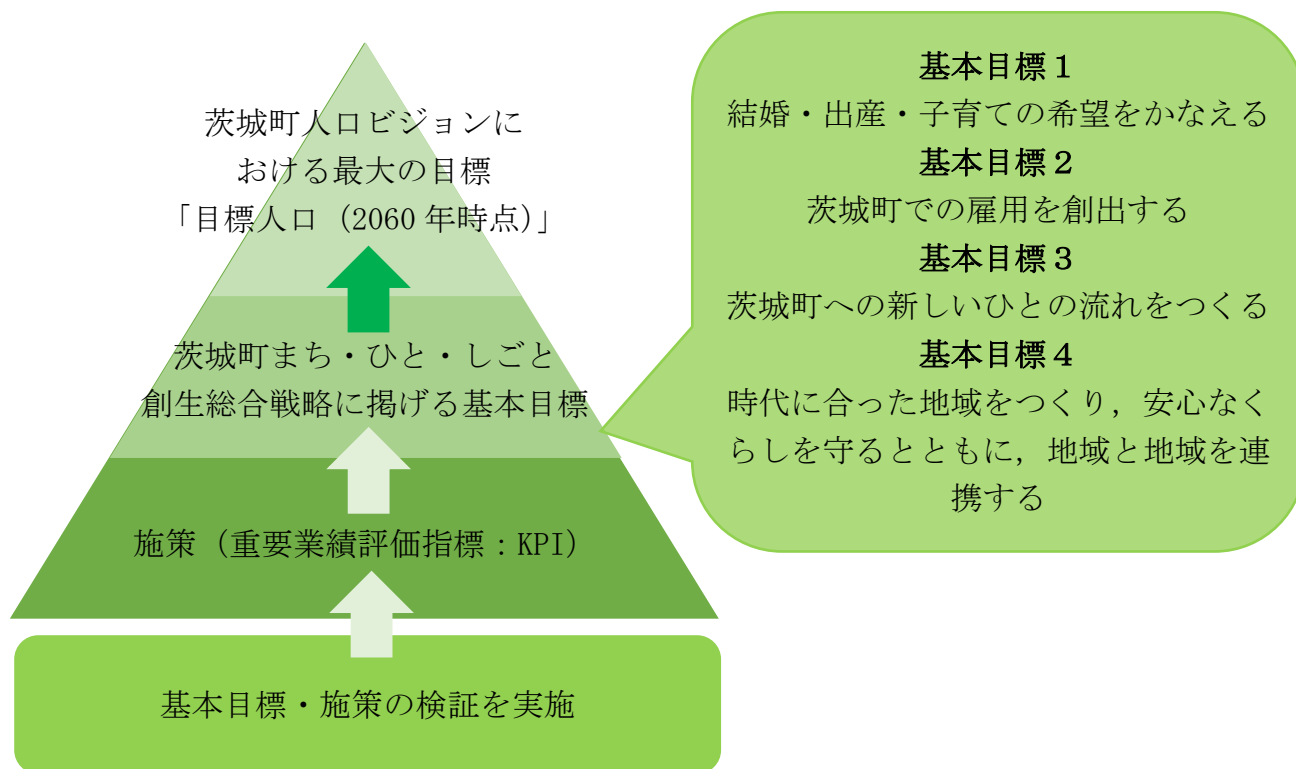 茨城町人口ビジョンに
おける最大の目標
「目標人口（2060 年時点）」
茨城町まち・ひと・しごと
創生総合戦略に掲げる基本目標
施策（重要業績評価指標：KPI）
基本目標・施策の検証を実施
基本目標１
結婚・出産・子育ての希望をかなえる
基本目標２
茨城町での雇用を創出する
基本目標３
茨城町への新しいひとの流れをつくる
基本目標４
時代に合った地域をつくり，安心なく
らしを守るとともに，地域と地域を連
携する